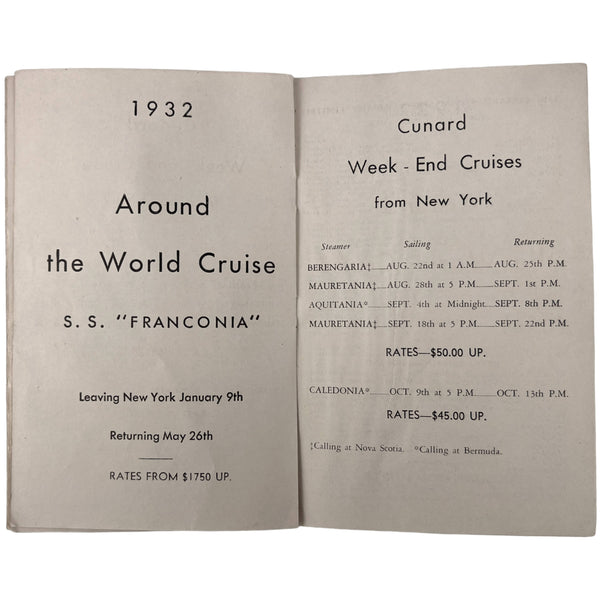 1932
Around
the World Cruise
S. S. "FRANCONIA"
Leaving New York January 9th
Returning May 26th
RATES FROM $1750 UP.
Cunard
Week - End Cruises
from New York
Steamer Sailing Returning
BERENGARIA‡......AUG. 22nd at 1 A.M.......AUG. 25th P.M.
MAURETANIA‡......AUG. 28th at 5 P.M.......SEPT. 1st P.M.
AQUITANIA*......SEPT. 4th at Midnight......SEPT. 8th P.M.
MAURETANIA‡......SEPT. 18th at 5 P.M.......SEPT. 22nd P.M.
RATES—$50.00 UP.
CALEDONIA*......OCT. 9th at 5 P.M.......OCT. 13th P.M.
RATES—$45.00 UP.
‡Calling at Nova Scotia. *Calling at Bermuda.